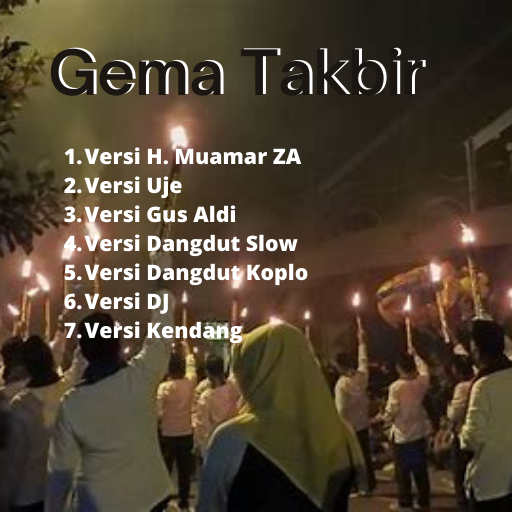 Gema Takbir
1. Versi H. Muamar ZA
2. Versi Uje
3. Versi Gus Aldi
4. Versi Dangdut Slow
5. Versi Dangdut Koplo
6. Versi DJ
7. Versi Kendang